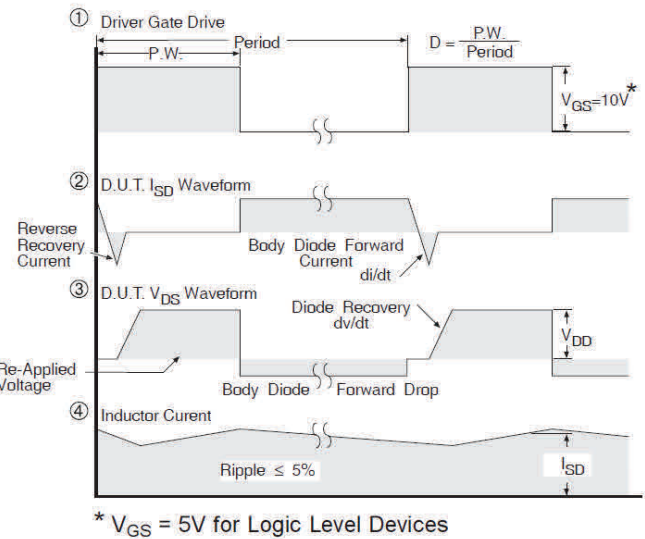 ① Driver Gate Drive
Period
P.W.
D = P.W. / Period
V_GS=10V*
② D.U.T. I_SD Waveform
Reverse
Recovery
Current
Body Diode Forward
Current
di/dt
③ D.U.T. V_DS Waveform
Diode Recovery
dv/dt
V_DD
Re-Applied
Voltage
Body Diode Forward Drop
④ Inductor Curent
Ripple ≤ 5%
I_SD
* V_GS = 5V for Logic Level Devices